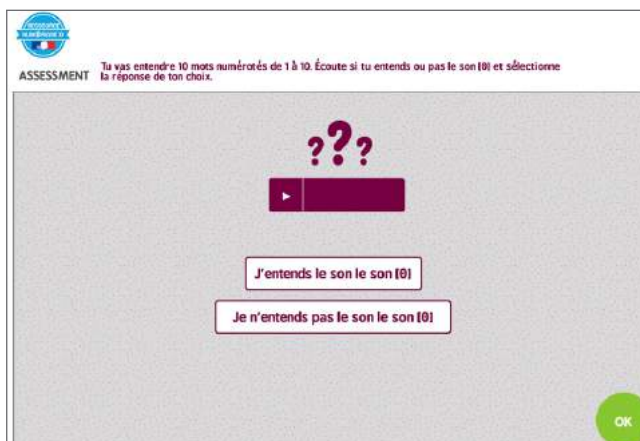 RESSOURCE
NUMÉRIQUE
ASSESSMENT
Tu vas entendre 10 mots numérotés de 1 à 10. Écoute si tu entends ou pas le son [θ] et sélectionne
la réponse de ton choix.
???
J'entends le son le son [θ]
Je n'entends pas le son le son [θ]
OK